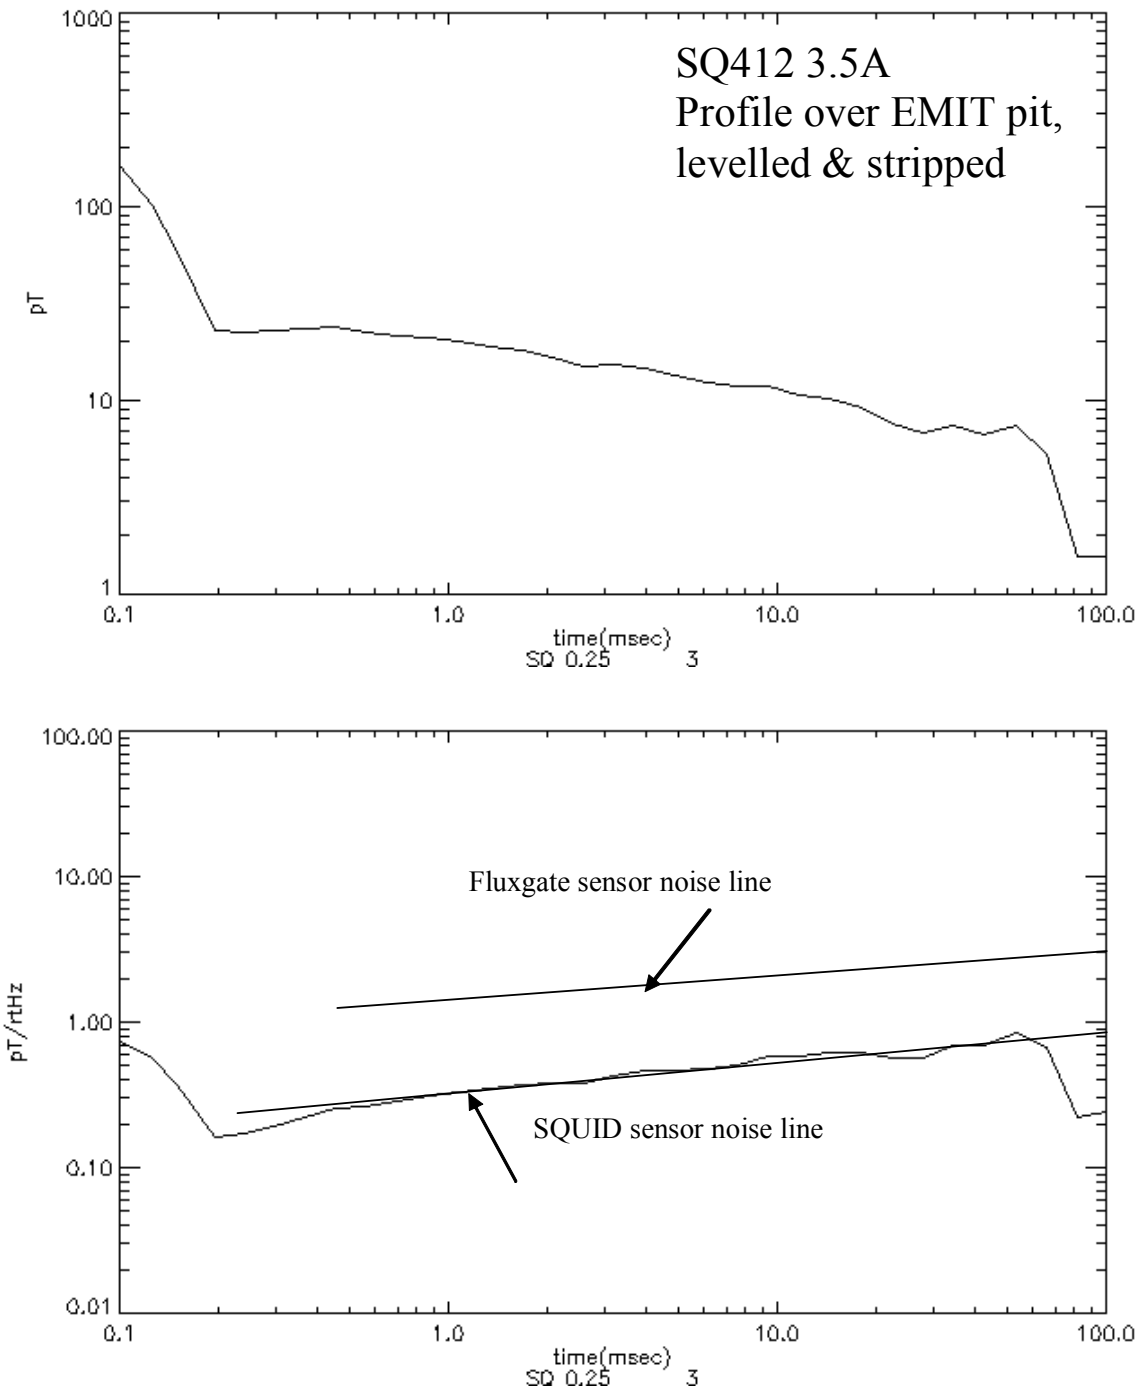 1000
SQ412 3.5A
Profile over EMIT pit,
levelled & stripped
100
pT
10
1
0.1 1.0 10.0 100.0
time(msec)
SQ 0.25 3
100.00
10.00
Fluxgate sensor noise line
pT/rtHz
1.00
SQUID sensor noise line
0.10
0.01
0.1 1.0 10.0 100.0
time(msec)
SQ 0.25 3